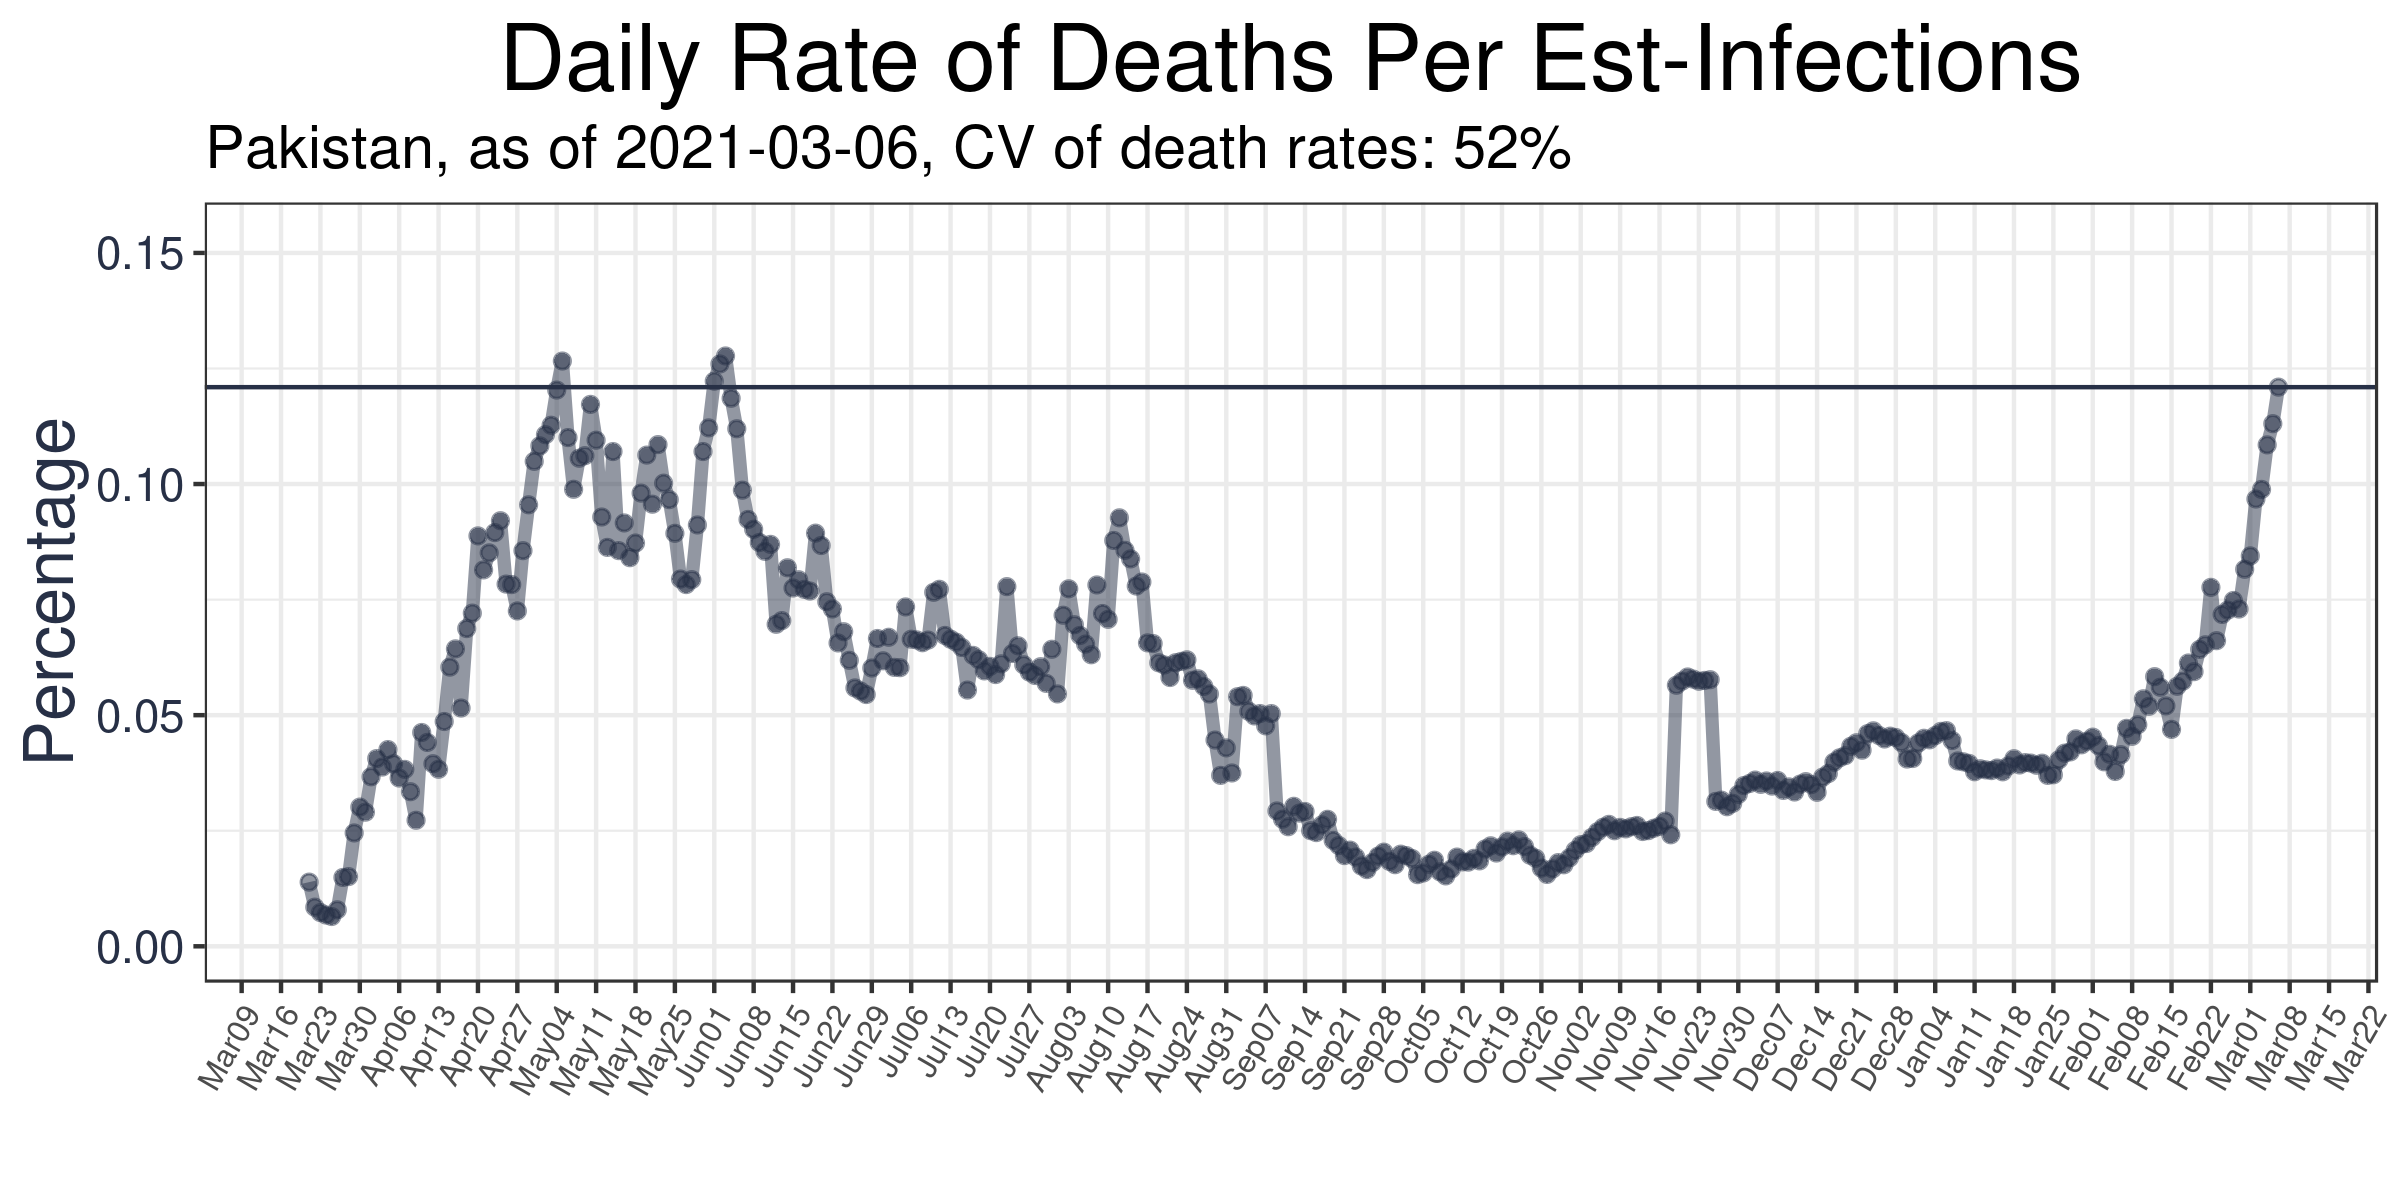 Daily Rate of Deaths Per Est-Infections
Pakistan, as of 2021-03-06, CV of death rates: 52%
Percentage
0.15
0.10
0.05
0.00
Mar09
Mar16
Mar23
Mar30
Apr06
Apr13
Apr20
Apr27
May04
May11
May18
May25
Jun01
Jun08
Jun15
Jun22
Jun29
Jul06
Jul13
Jul20
Jul27
Aug03
Aug10
Aug17
Aug24
Aug31
Sep07
Sep14
Sep21
Sep28
Oct05
Oct12
Oct19
Oct26
Nov02
Nov09
Nov16
Nov23
Nov30
Dec07
Dec14
Dec21
Dec28
Jan04
Jan11
Jan18
Jan25
Feb01
Feb08
Feb15
Feb22
Mar01
Mar08
Mar15
Mar22